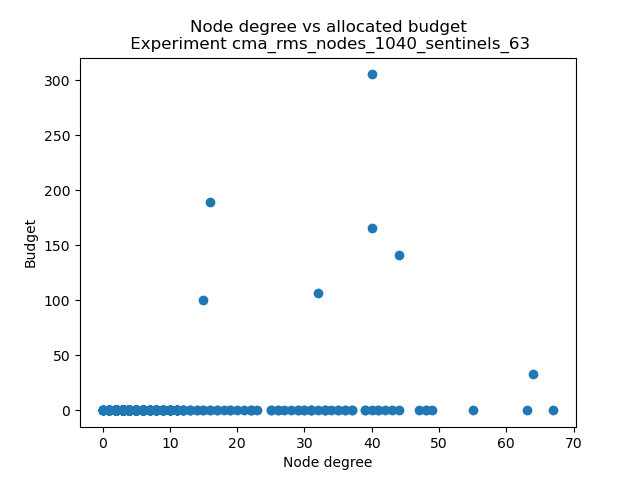 Node degree vs allocated budget
Experiment cma_rms_nodes_1040_sentinels_63
300
250
200
150
100
50
0
Budget
0 10 20 30 40 50 60 70
Node degree